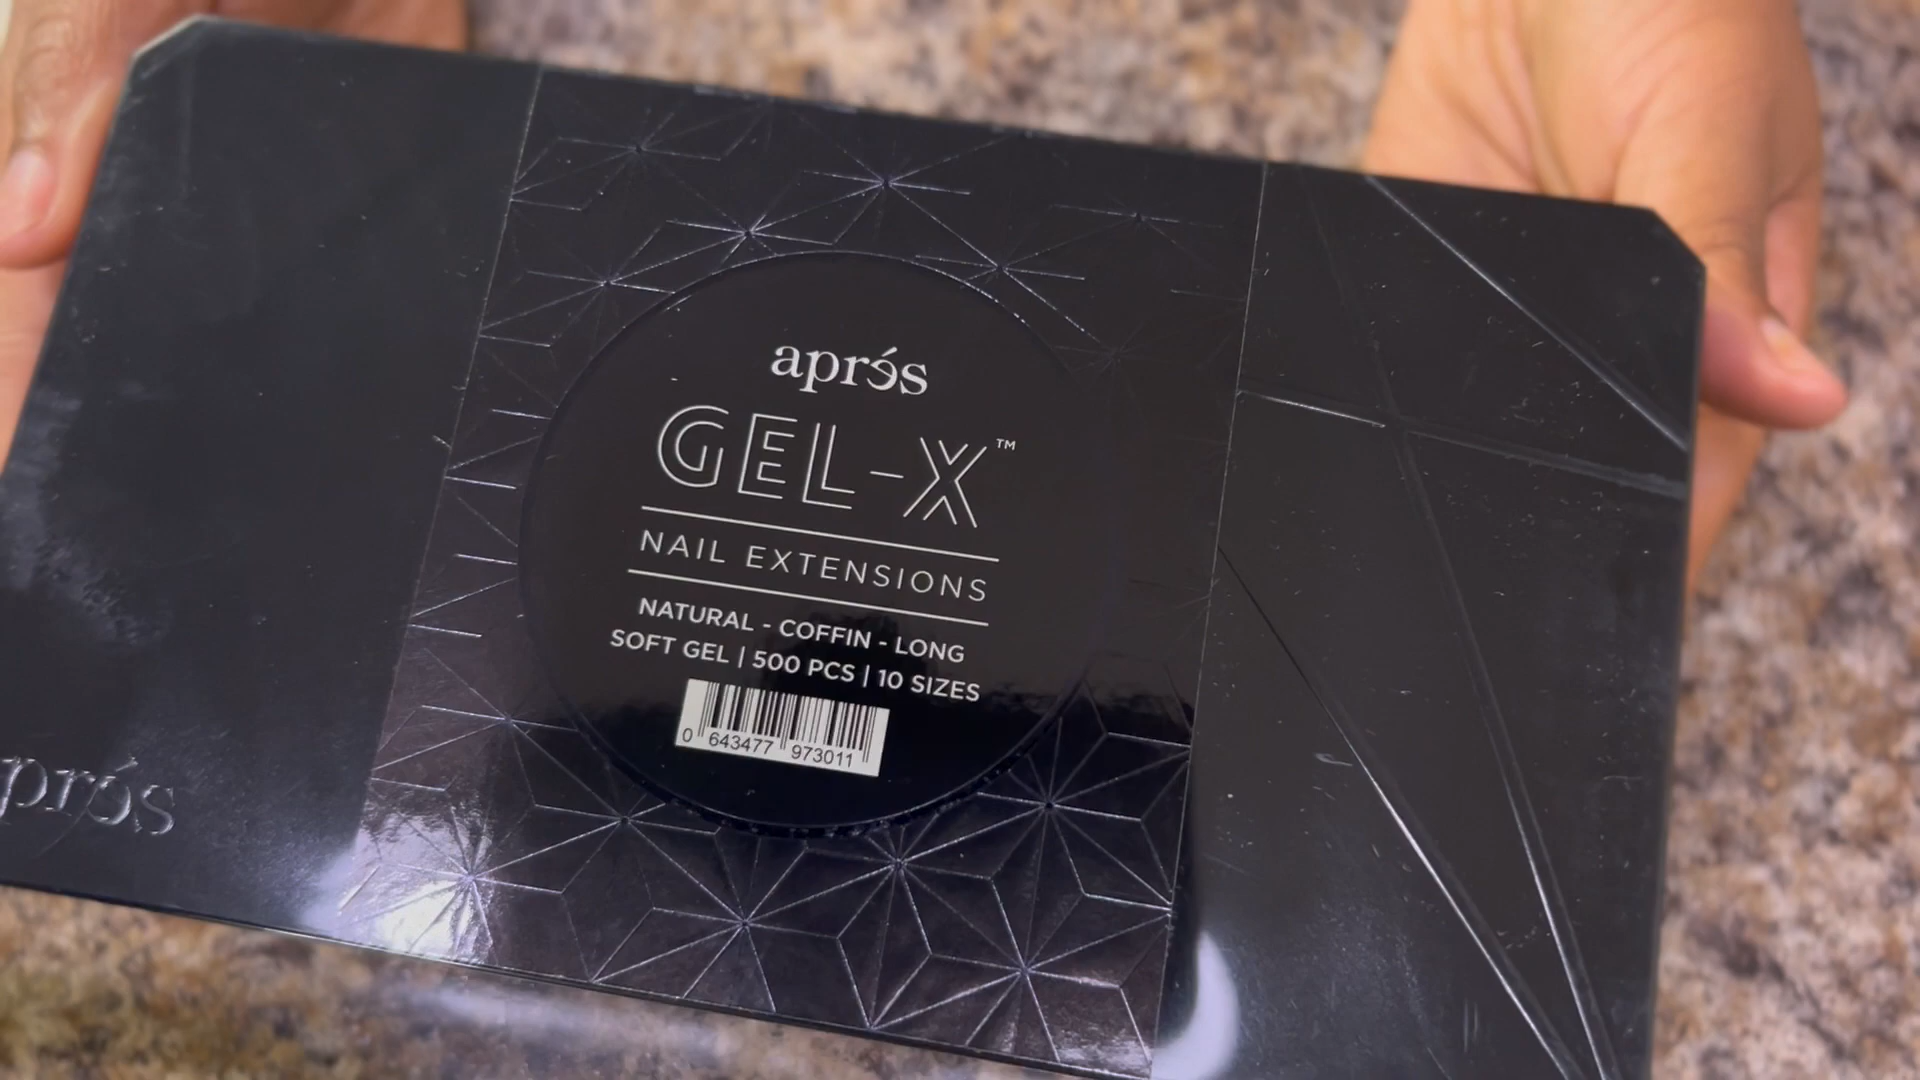 aprés
GEL-X™
NAIL EXTENSIONS
NATURAL - COFFIN - LONG
SOFT GEL | 500 PCS | 10 SIZES
0 643477 973011
prés